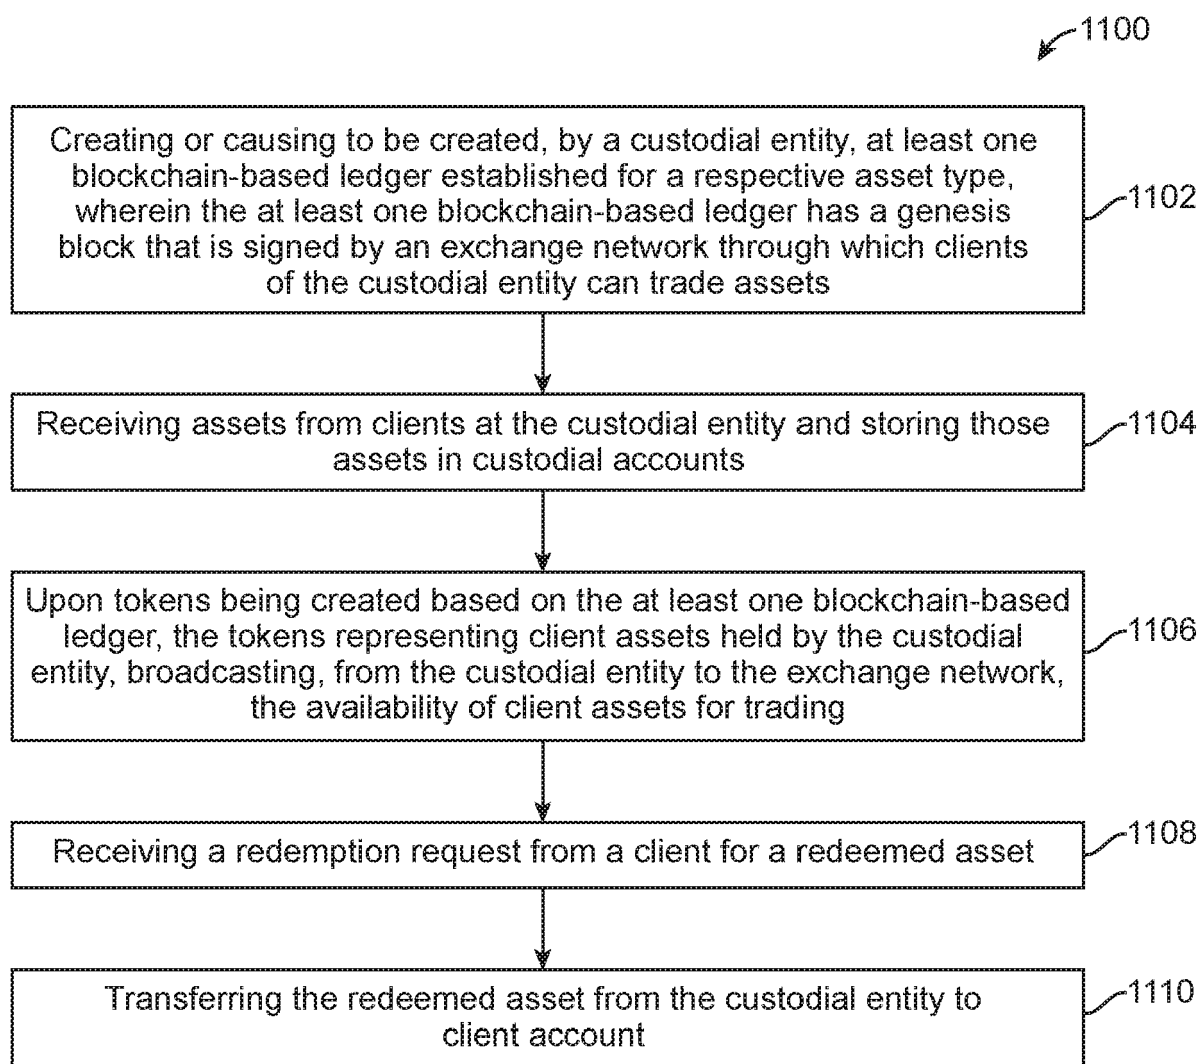 1100
Creating or causing to be created, by a custodial entity, at least one
blockchain-based ledger established for a respective asset type,
wherein the at least one blockchain-based ledger has a genesis
block that is signed by an exchange network through which clients
of the custodial entity can trade assets
1102
Receiving assets from clients at the custodial entity and storing those
assets in custodial accounts
1104
Upon tokens being created based on the at least one blockchain-based
ledger, the tokens representing client assets held by the custodial
entity, broadcasting, from the custodial entity to the exchange network,
the availability of client assets for trading
1106
Receiving a redemption request from a client for a redeemed asset
1108
Transferring the redeemed asset from the custodial entity to
client account
1110